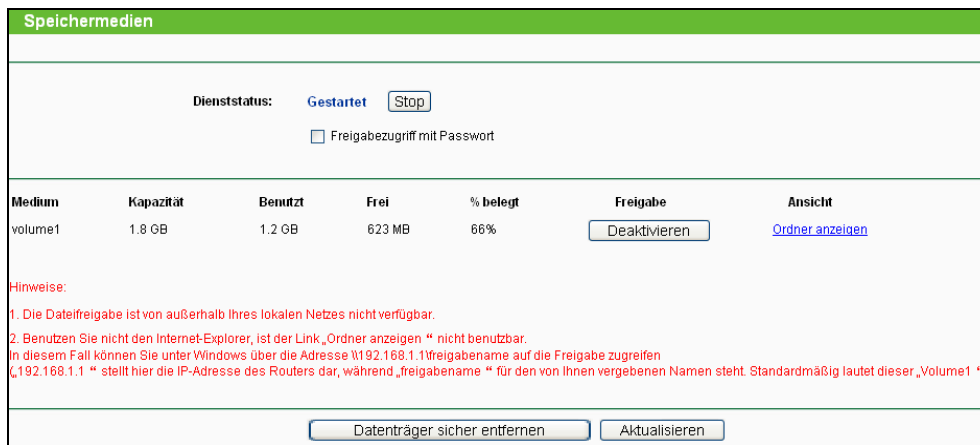 Speichermedien
Dienststatus: Gestartet Stop
Freigabezugriff mit Passwort
Medium Kapazität Benutzt Frei % belegt Freigabe Ansicht
volume1 1.8 GB 1.2 GB 623 MB 66% Deaktivieren Ordner anzeigen
Hinweise:
1. Die Dateifreigabe ist von außerhalb Ihres lokalen Netzes nicht verfügbar.
2. Benutzen Sie nicht den Internet-Explorer, ist der Link „Ordner anzeigen “ nicht benutzbar.
In diesem Fall können Sie unter Windows über die Adresse \\192.168.1.1\freigabename auf die Freigabe zugreifen
(„192.168.1.1 “ stellt hier die IP-Adresse des Routers dar, während „freigabename “ für den von Ihnen vergebenen Namen steht. Standardmäßig lautet dieser „Volume1 “
Datenträger sicher entfernen Aktualisieren